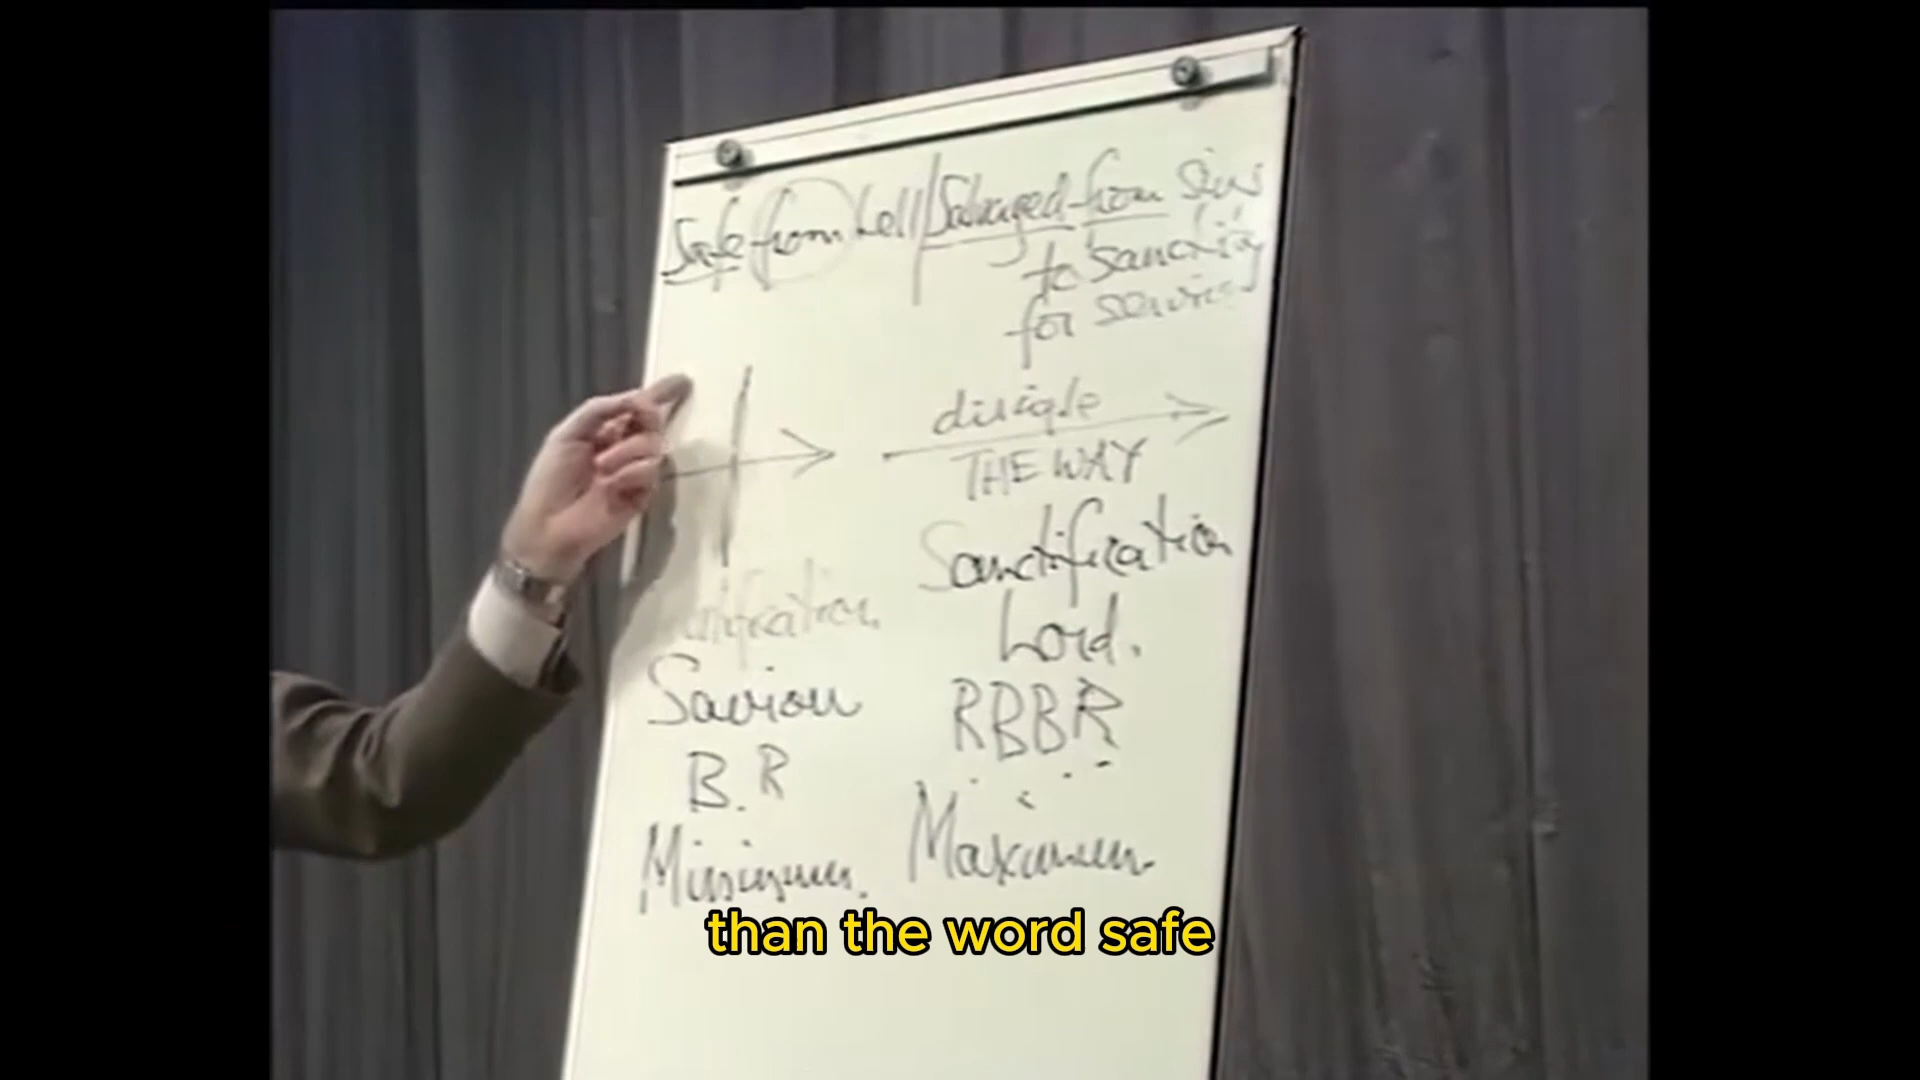 Safe from hell
Salvaged from sins
to sanctity
for service
disciple
THE WAY
Sanctification
Lord.
Saviour
B.R
RBBR
Minimum.
Maximum
than the word safe